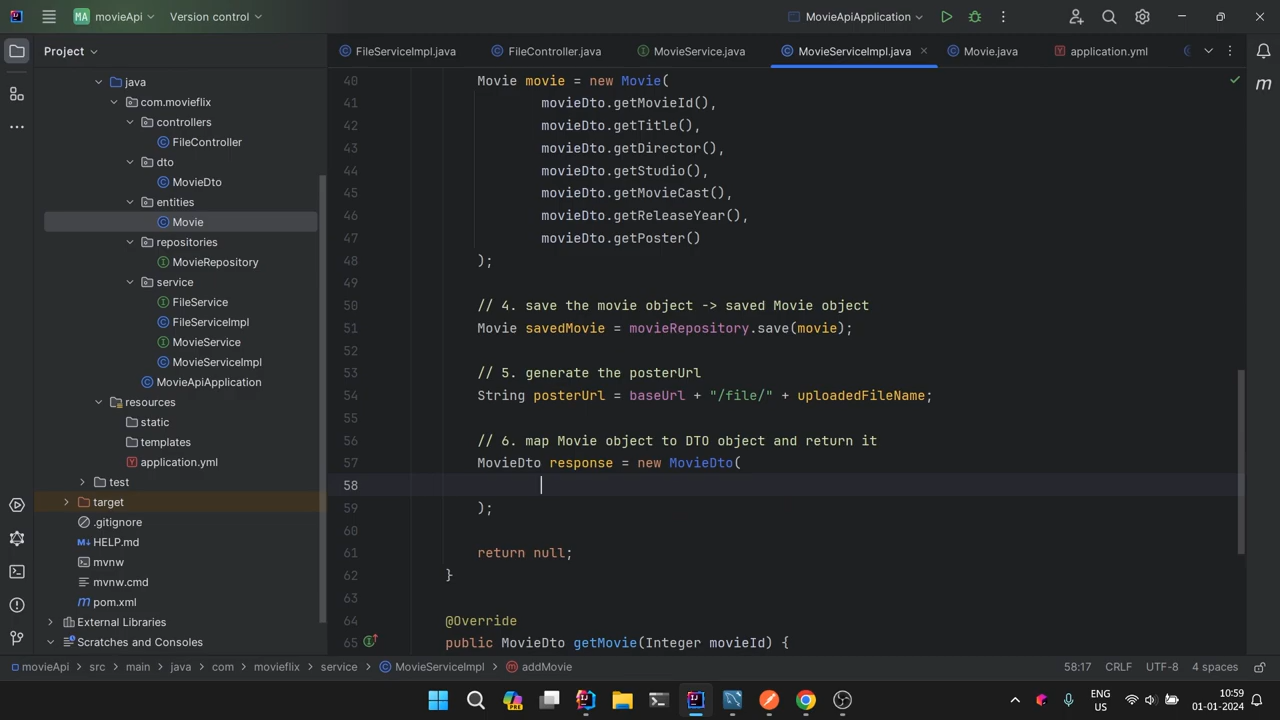 MA movieApi Version control MovieApiApplication
Project FileServiceImpl.java FileController.java MovieService.java MovieServiceImpl.java Movie.java application.yml
java
com.movieflix
controllers
FileController
dto
MovieDto
entities
Movie
repositories
MovieRepository
service
FileService
FileServiceImpl
MovieService
MovieServiceImpl
MovieApiApplication
resources
static
templates
application.yml
test
target
.gitignore
HELP.md
mvnw
mvnw.cmd
pom.xml
External Libraries
Scratches and Consoles
40 Movie movie = new Movie(
41 movieDto.getMovieId(),
42 movieDto.getTitle(),
43 movieDto.getDirector(),
44 movieDto.getStudio(),
45 movieDto.getMovieCast(),
46 movieDto.getReleaseYear(),
47 movieDto.getPoster()
48 );
49
50 // 4. save the movie object -> saved Movie object
51 Movie savedMovie = movieRepository.save(movie);
52
53 // 5. generate the posterUrl
54 String posterUrl = baseUrl + "/file/" + uploadedFileName;
55
56 // 6. map Movie object to DTO object and return it
57 MovieDto response = new MovieDto(
58
59 );
60
61 return null;
62 }
63
64 @Override
65 public MovieDto getMovie(Integer movieId) {
movieApi > src > main > java > com > movieflix > service > MovieServiceImpl > addMovie 58:17 CRLF UTF-8 4 spaces
ENG US 10:59 01-01-2024